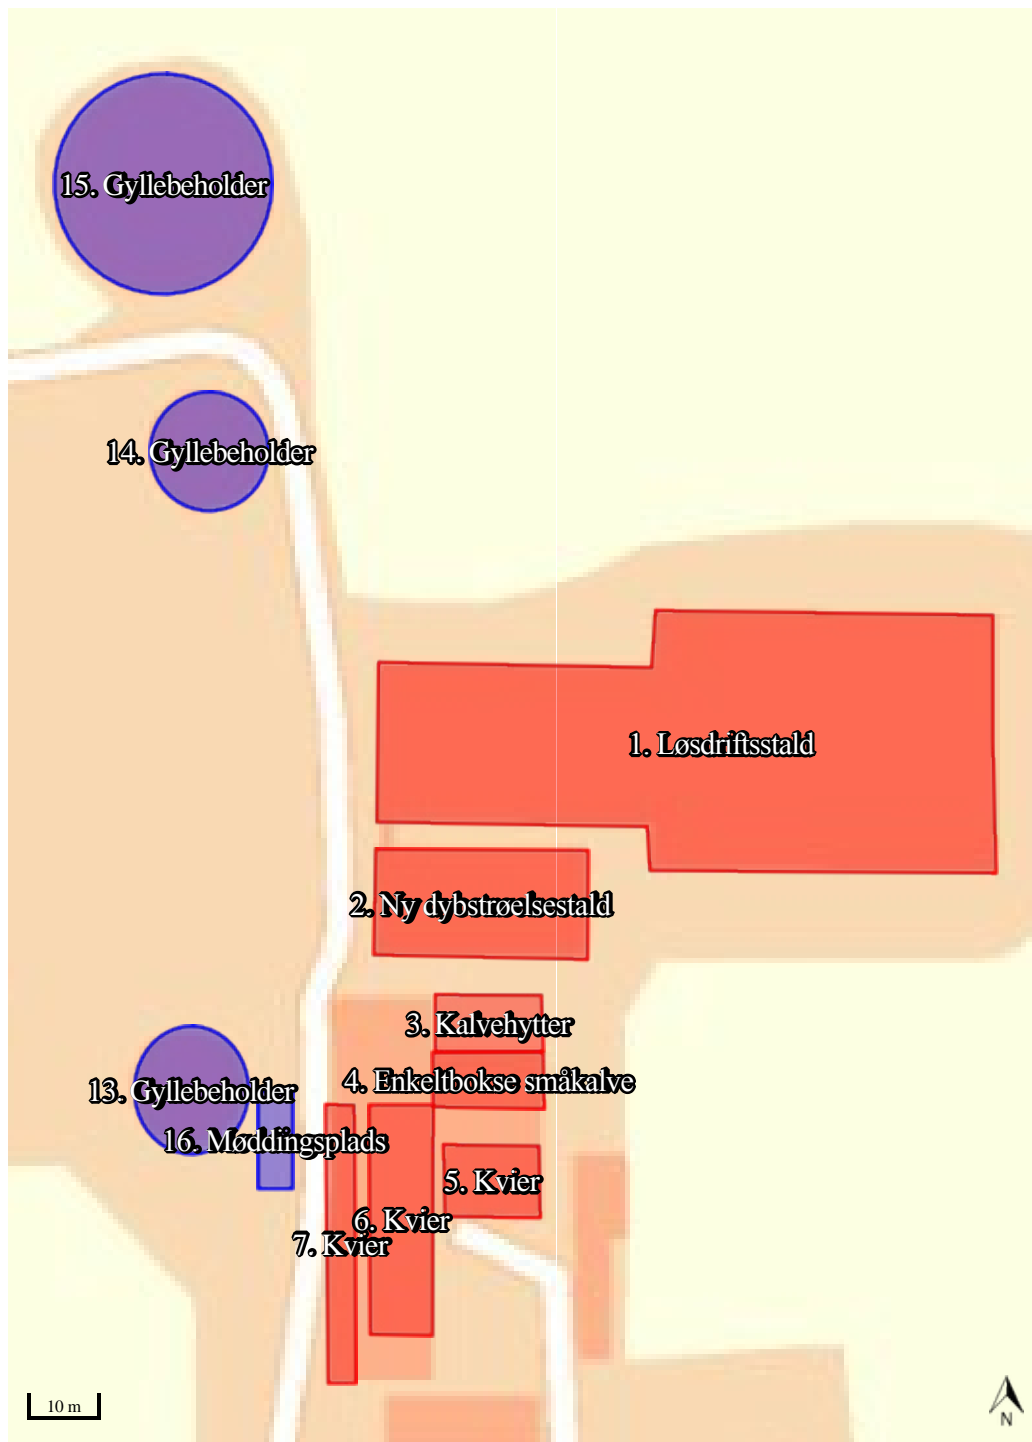 15. Gyllebeholder
14. Gyllebeholder
1. Løsdriftsstald
2. Ny dybstrøelsestald
3. Kalvehytter
4. Enkeltbokse småkalve
13. Gyllebeholder
16. Møddingsplads
5. Kvier
6. Kvier
7. Kvier
10 m
N